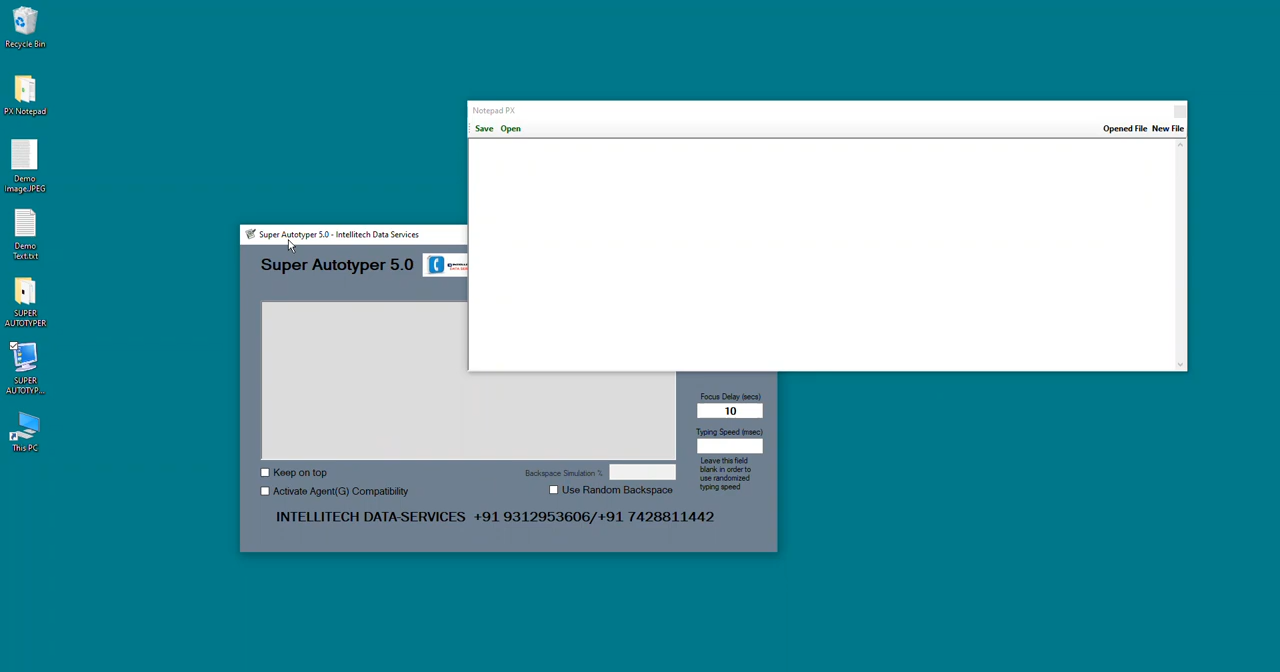 Recycle Bin
PX Notepad
Demo
ImageJPEG
Demo
Text.txt
SUPER
AUTOTYPER
SUPER
AUTOTYP...
This PC
Notepad PX
Save Open
Opened File New File
Super Autotyper 5.0 - Intellitech Data Services
Super Autotyper 5.0
Focus Delay (secs)
10
Typing Speed (msec)
Leave this field
blank in order to
use randomized
typing speed
Keep on top
Backspace Simulation %
Activate Agent(G) Compatibility
Use Random Backspace
INTELLITECH DATA-SERVICES +91 9312953606/+91 7428811442